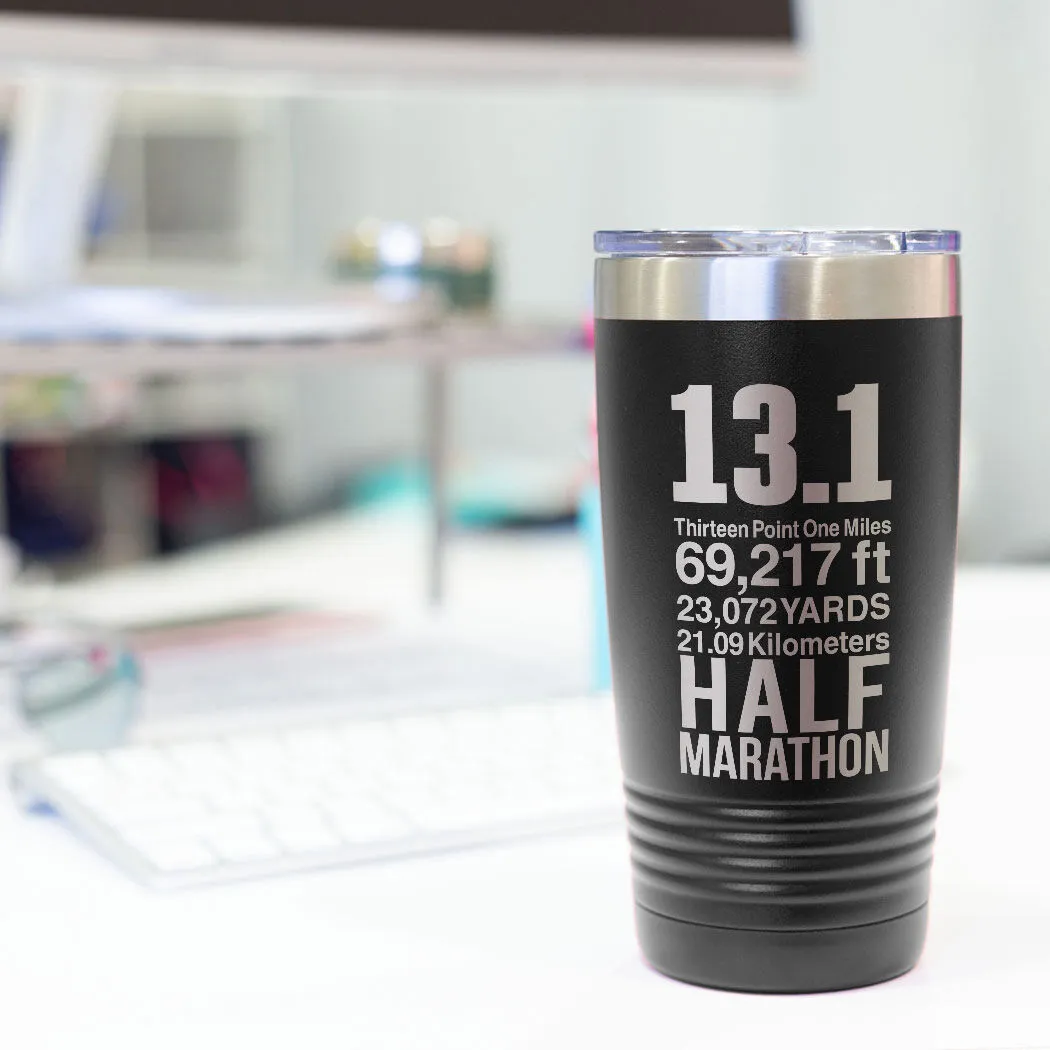 13.1
Thirteen Point One Miles
69,217 ft
23,072 YARDS
21.09 Kilometers
HALF
MARATHON